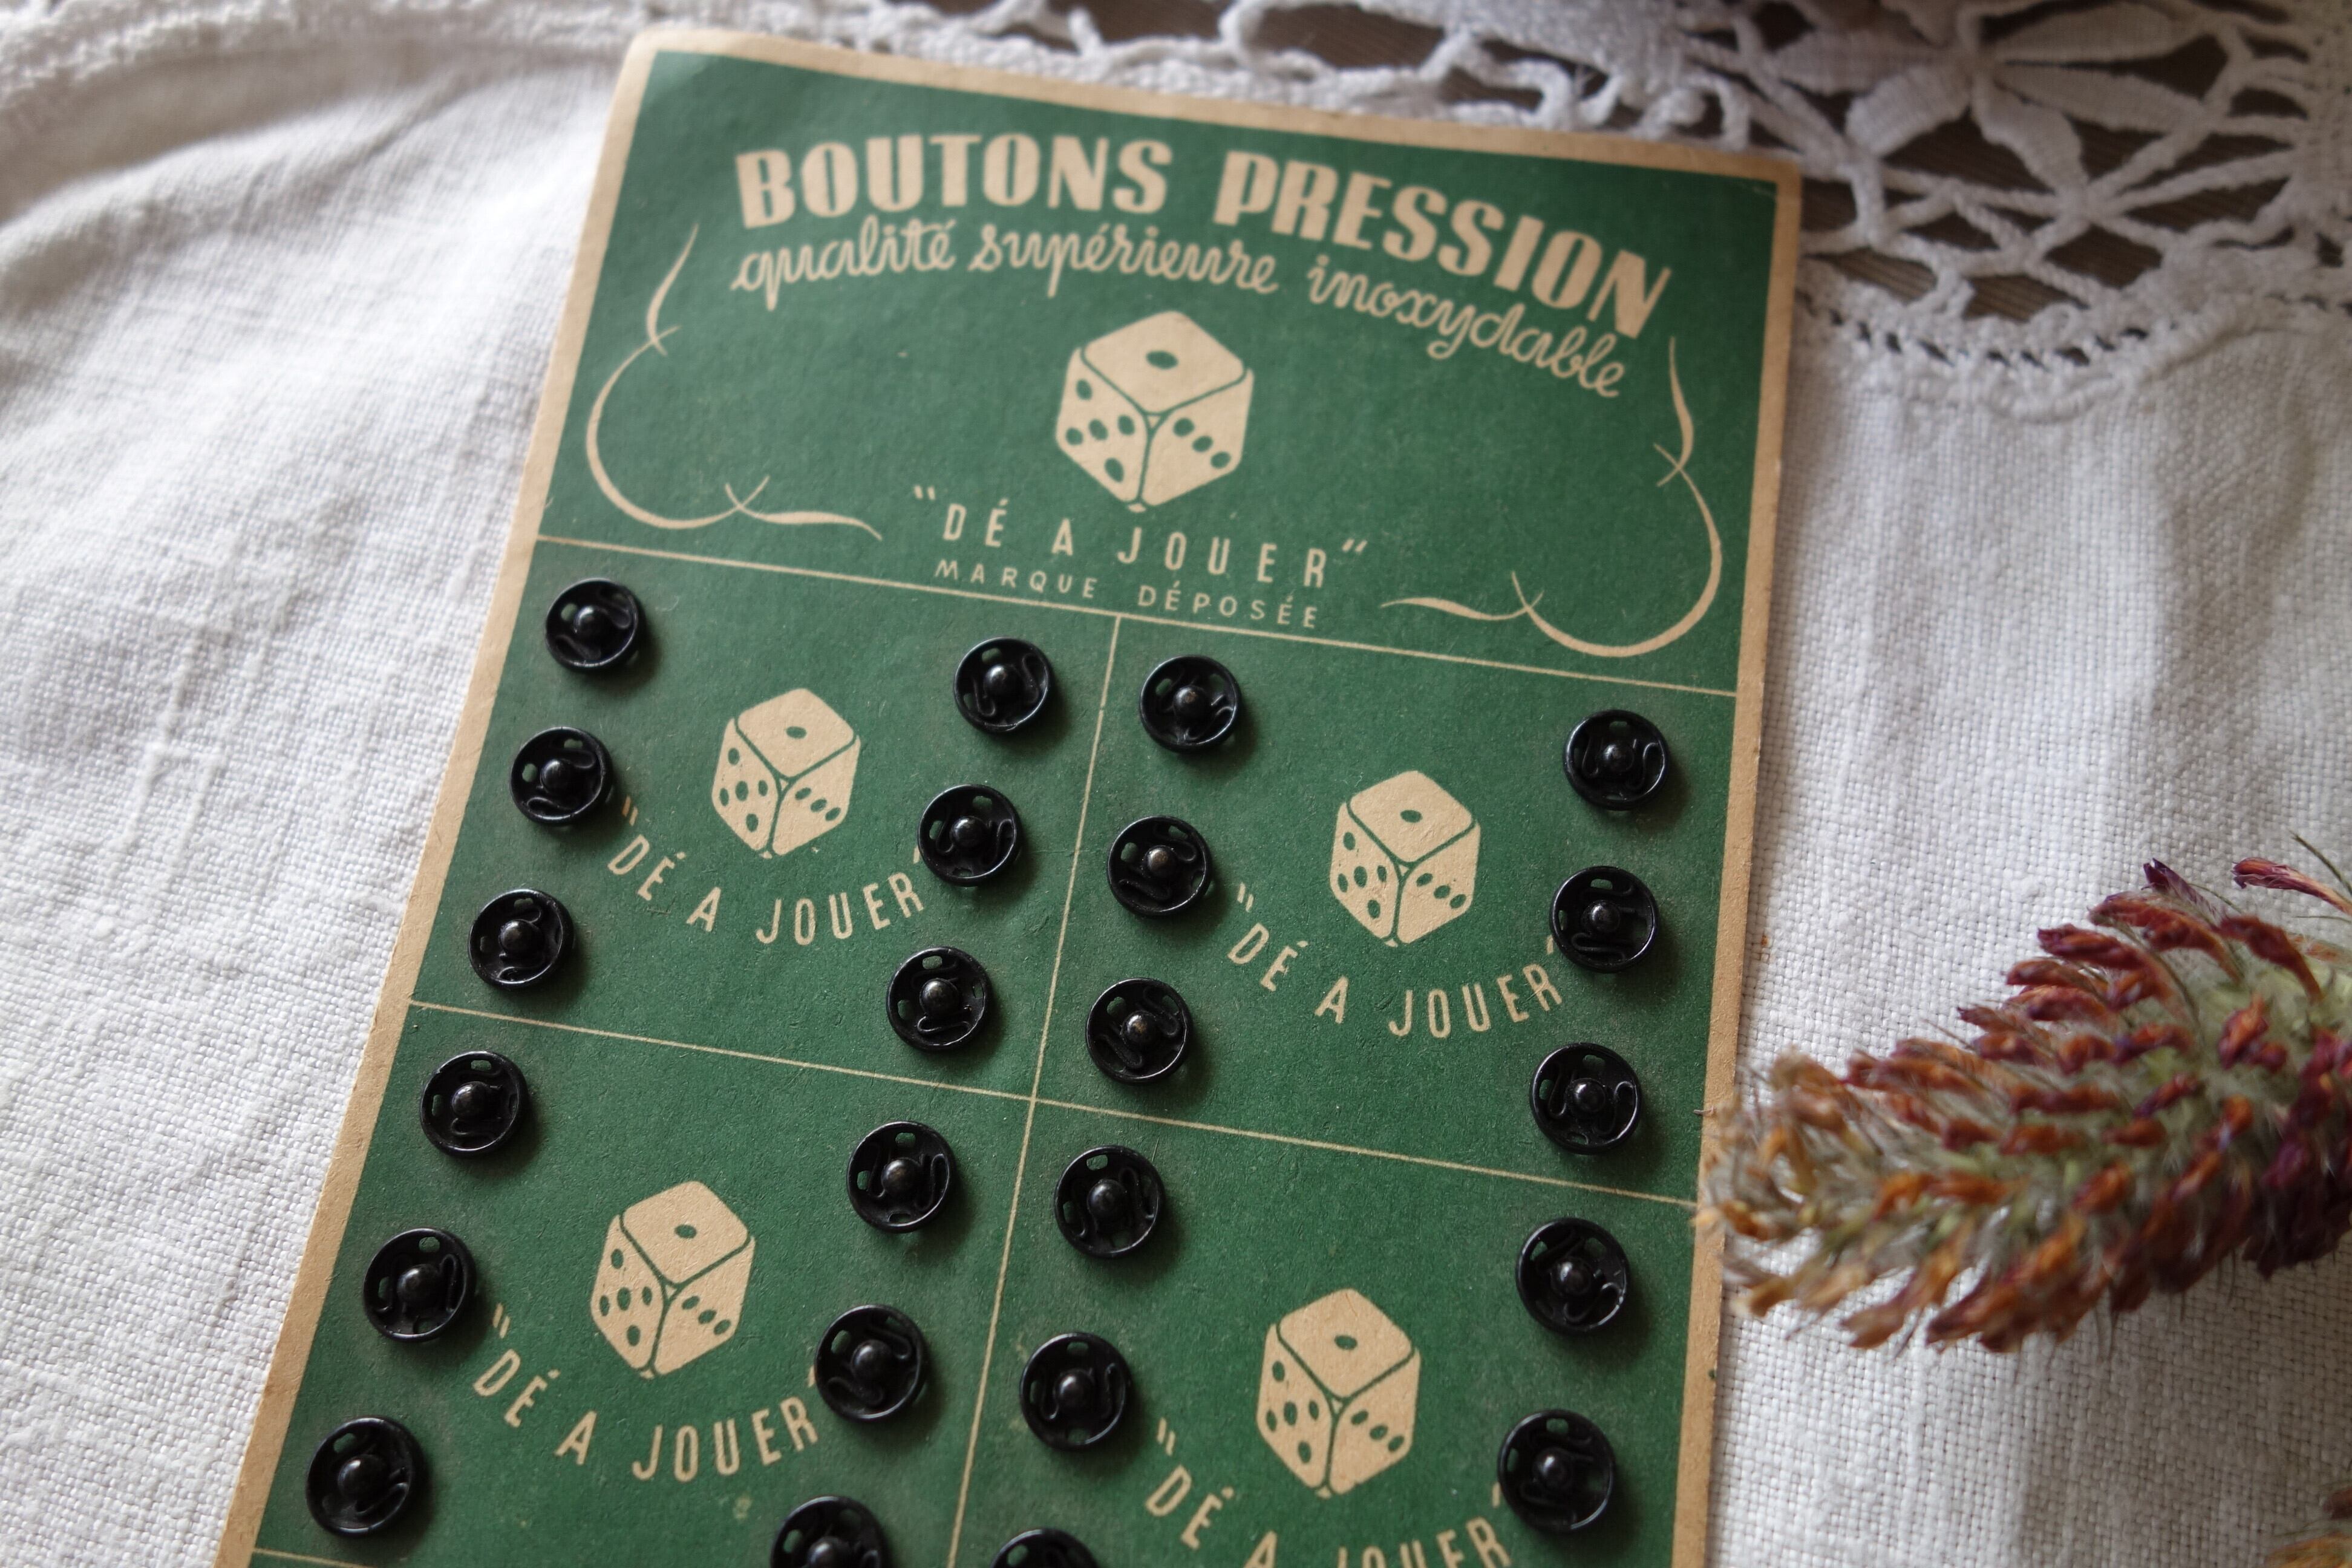 BOUTONS PRESSION
qualité supérieure inoxydable
"DÉ A JOUER"
MARQUE DÉPOSÉE
"DÉ A JOUER"
"DÉ A JOUER"
"DÉ A JOUER"
"DÉ A JOUER"